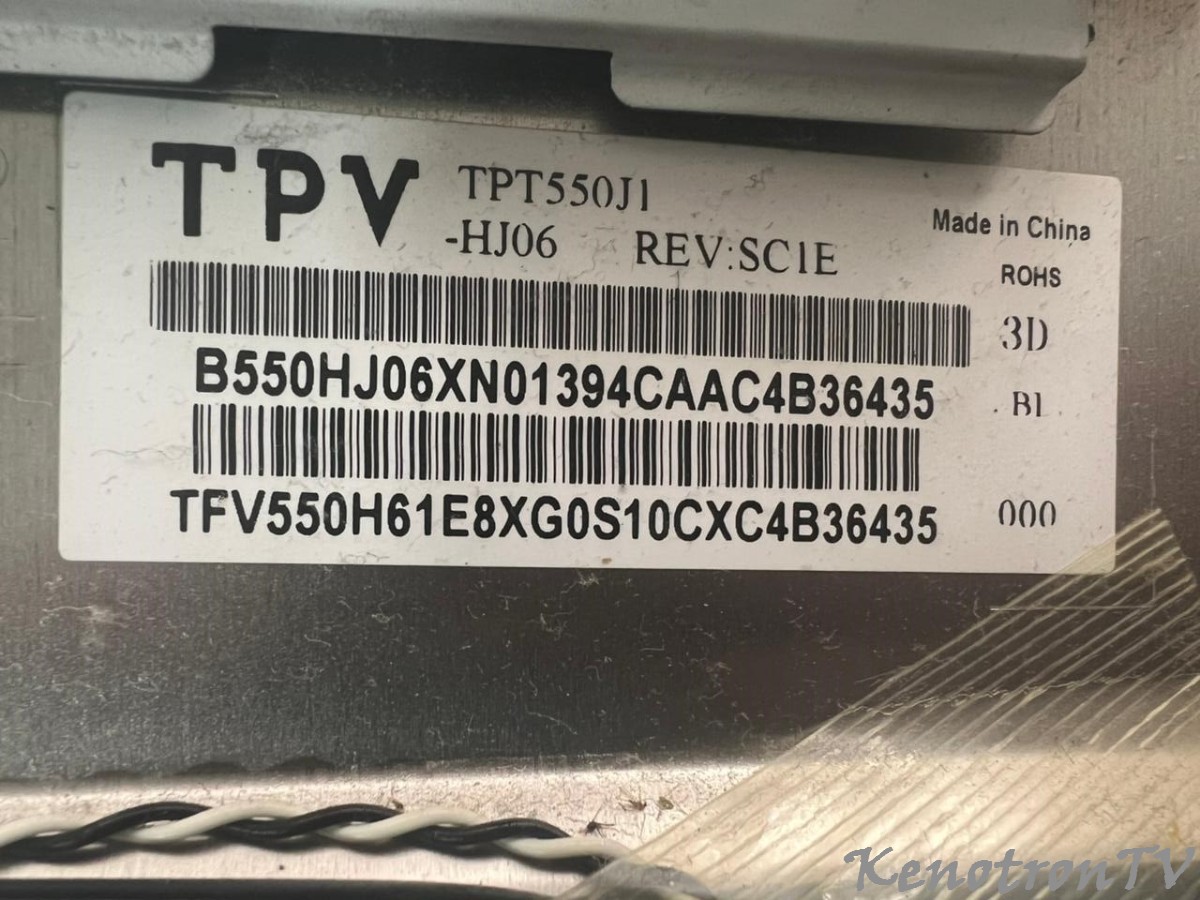 TPV TPT550J1
-HJ06 REV:SC1E
Made in China
ROHS
3D
B550HJ06XN01394CAAC4B36435
B1
TFV550H61E8XG0S10CXC4B36435
000
KenotronTV